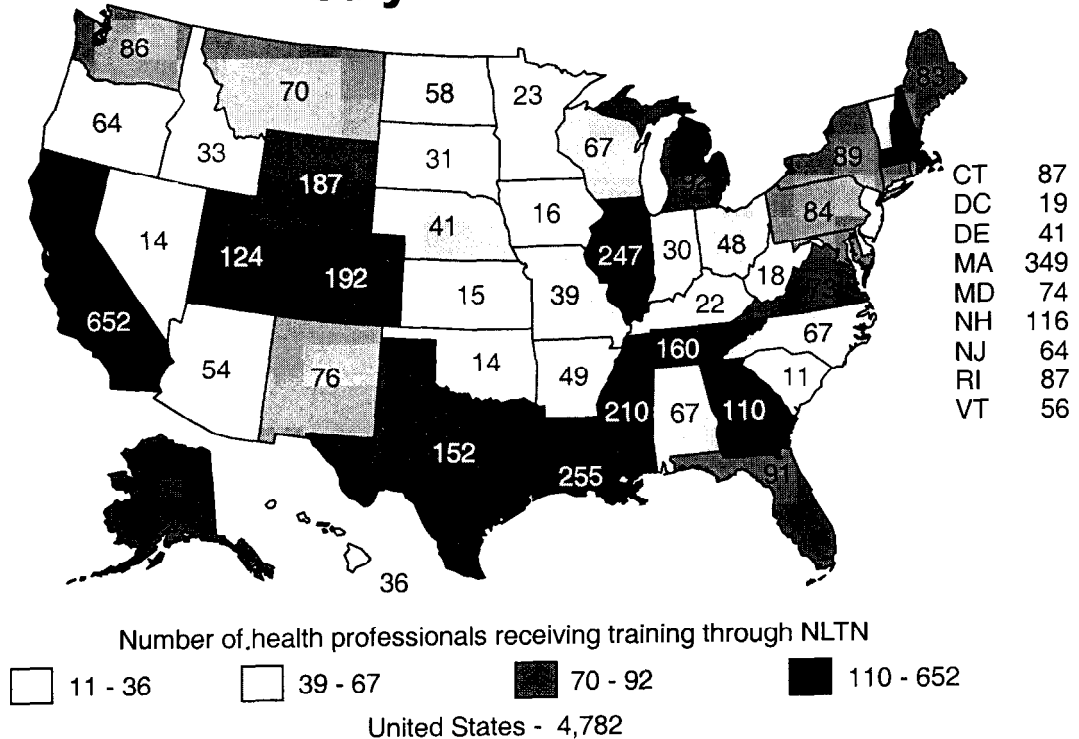 86
70
58
23
64
33
31
67
187
16
41
14
124
192
247
30
48
84
89
83
18
15
39
22
652
54
76
14
49
160
67
11
210
67
110
152
255
91
92
36
CT 87
DC 19
DE 41
MA 349
MD 74
NH 116
NJ 64
RI 87
VT 56
Number of health professionals receiving training through NLTN
11 - 36
39 - 67
70 - 92
110 - 652
United States - 4,782